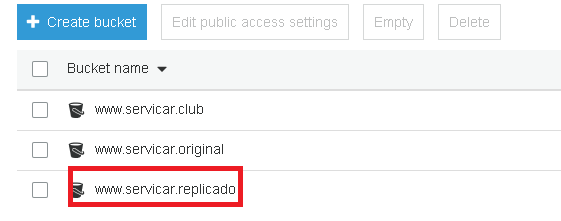 Create bucket Edit public access settings Empty Delete
Bucket name
www.servicar.club
www.servicar.original
www.servicar.replicado